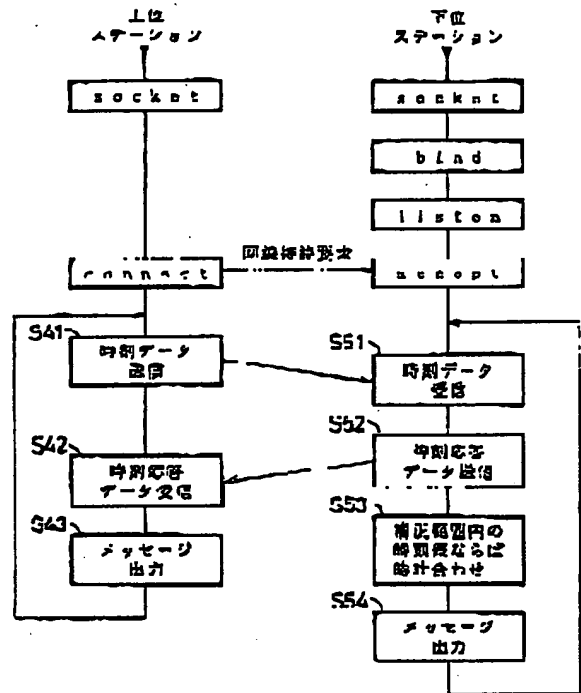 上位
ステーション
socket
connect
S41
時刻データ
送信
S42
時刻応答
データ受信
S43
メッセージ
出力
回線接続要求
下位
ステーション
socket
bind
listen
accept
S51
時刻データ
受信
S52
時刻応答
データ送信
S53
補正範囲内の
時刻差ならば
時計合わせ
S54
メッセージ
出力